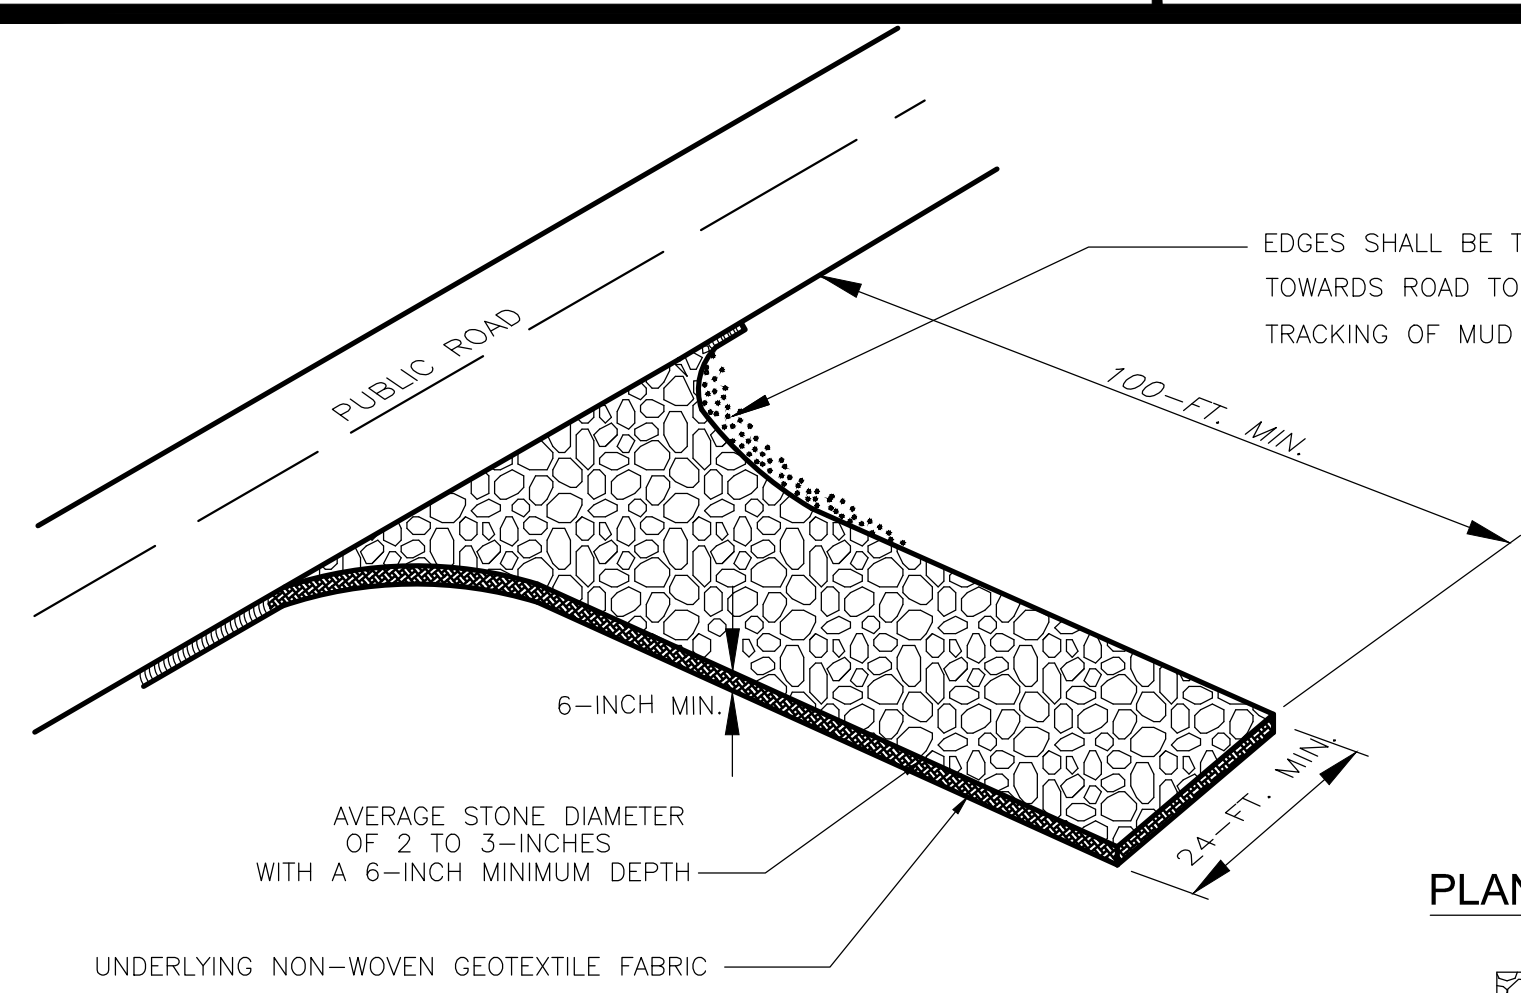 EDGES SHALL BE
TOWARDS ROAD TO
TRACKING OF MUD
PUBLIC ROAD
100-FT. MIN.
6-INCH MIN.
24-FT. MIN.
AVERAGE STONE DIAMETER
OF 2 TO 3-INCHES
WITH A 6-INCH MINIMUM DEPTH
UNDERLYING NON-WOVEN GEOTEXTILE FABRIC